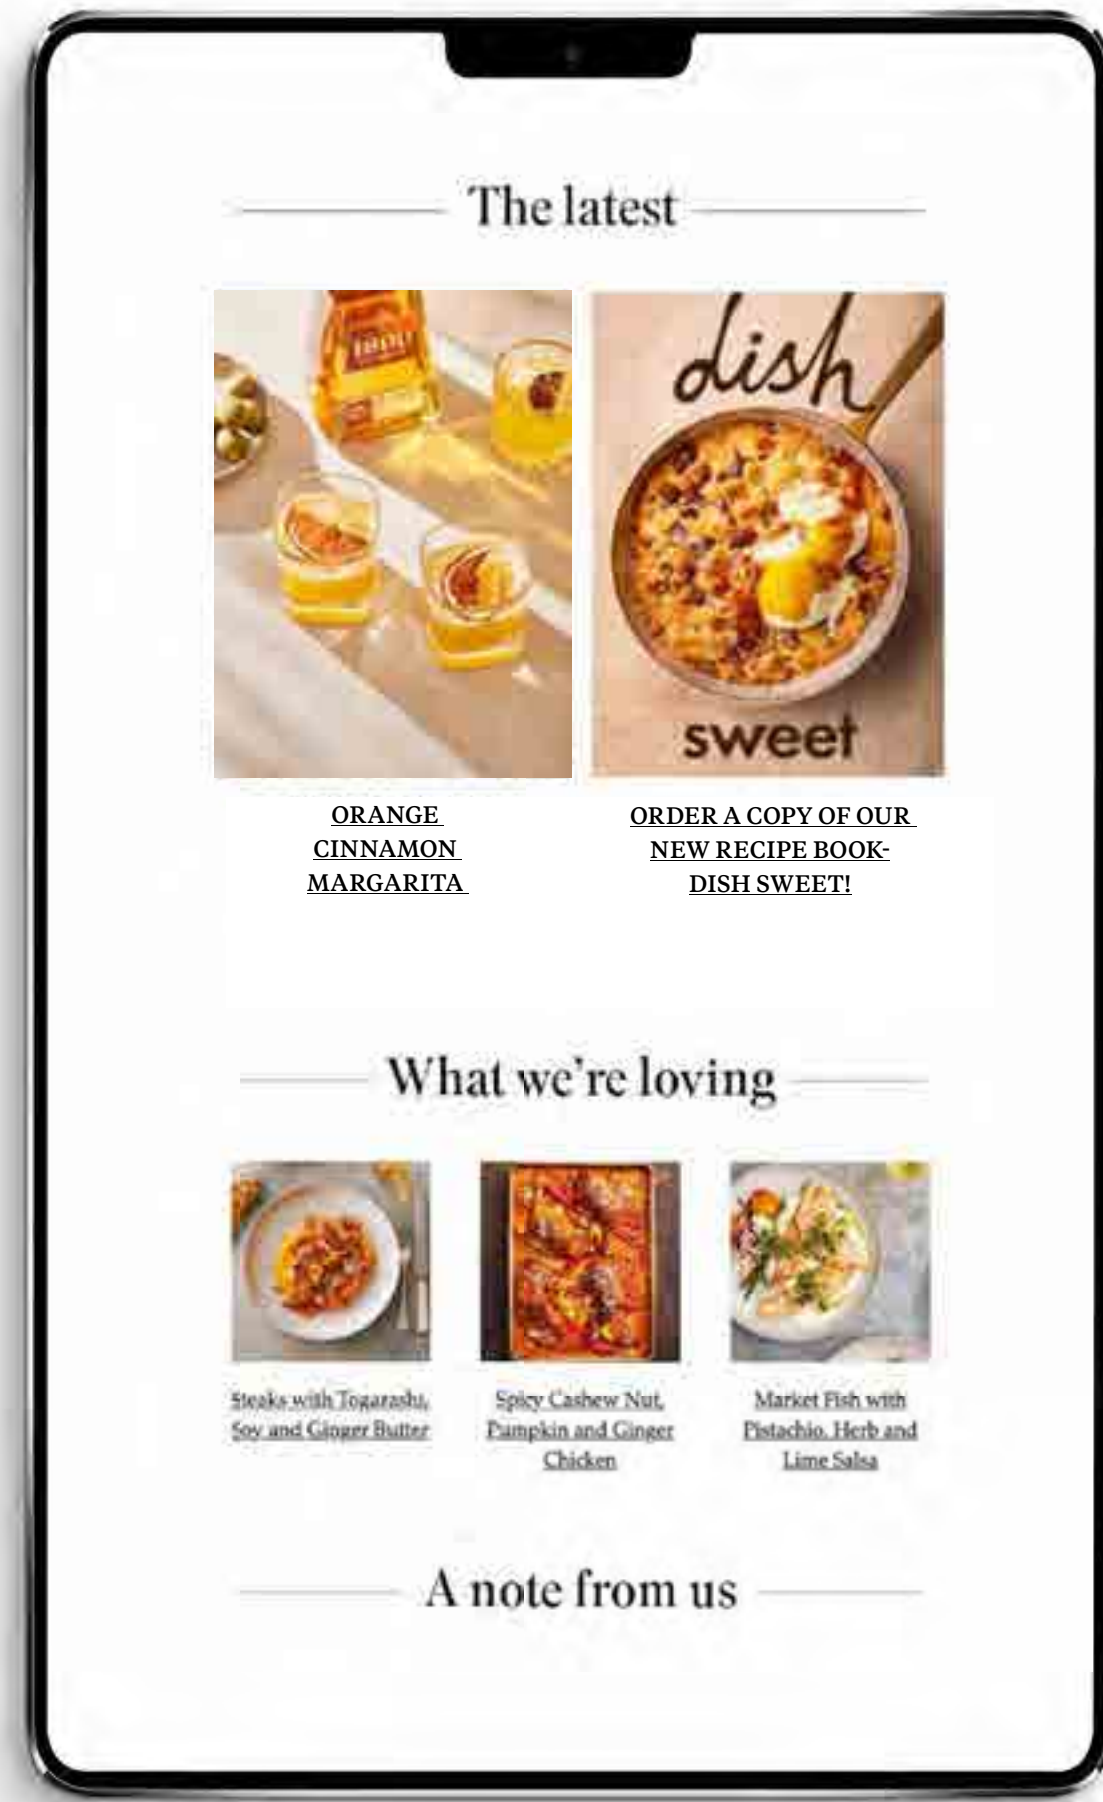 The latest
1800
dish
sweet
ORANGE
CINNAMON
MARGARITA
ORDER A COPY OF OUR
NEW RECIPE BOOK-
DISH SWEET!
What we're loving
Steaks with Togarashi,
Soy and Ginger Butter
Spicy Cashew Nut,
Pumpkin and Ginger
Chicken
Market Fish with
Pistachio, Herb and
Lime Salsa
A note from us